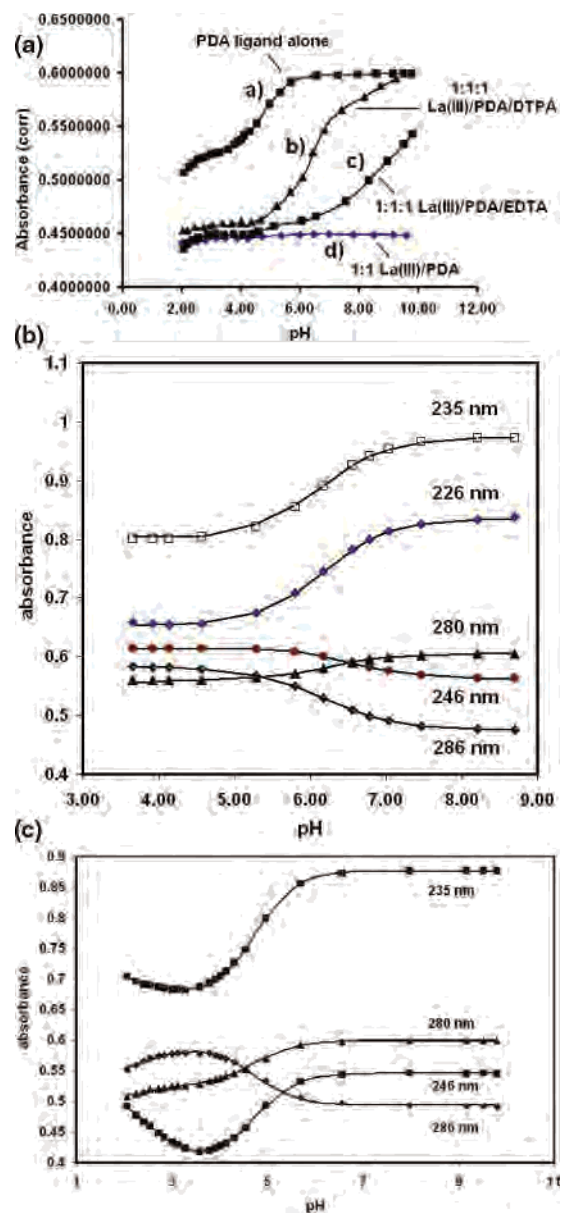 (a)
0.6500000
0.6000000
0.5500000
0.5000000
0.4500000
0.4000000
Absorbance (corr)
PDA ligand alone
a)
1:1:1
La(III)/PDA/DTPA
b)
c)
1:1:1 La(III)/PDA/EDTA
d)
1:1 La(III)/PDA
0.00 2.00 4.00 6.00 8.00 10.00 12.00
pH
(b)
1.1
1
0.9
0.8
0.7
0.6
0.5
0.4
absorbance
235 nm
226 nm
280 nm
246 nm
286 nm
3.00 4.00 5.00 6.00 7.00 8.00 9.00
pH
(c)
0.9
0.85
0.8
0.75
0.7
0.65
0.6
0.55
0.5
0.45
0.4
absorbance
235 nm
280 nm
246 nm
286 nm
1 3 5 7 9 11
pH